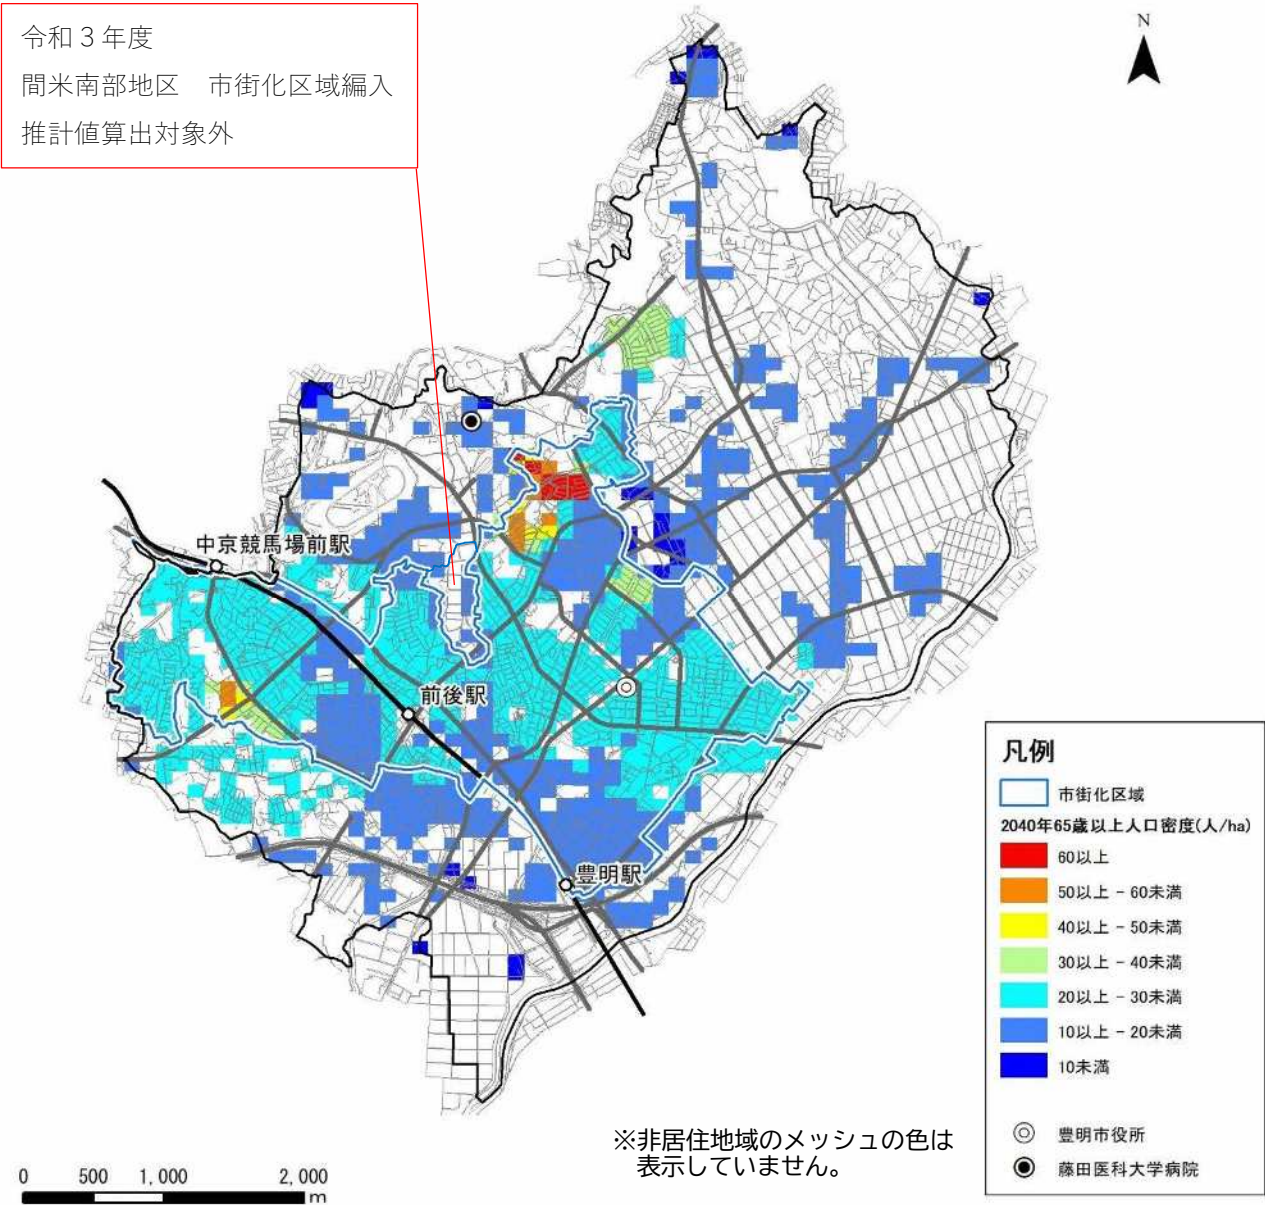 令和３年度
間米南部地区　市街化区域編入
推計値算出対象外
N
中京競馬場前駅
前後駅
豊明駅
凡例
市街化区域
2040年65歳以上人口密度(人/ha)
60以上
50以上 - 60未満
40以上 - 50未満
30以上 - 40未満
20以上 - 30未満
10以上 - 20未満
10未満
豊明市役所
藤田医科大学病院
※非居住地域のメッシュの色は
表示していません。
0 500 1,000 2,000
m